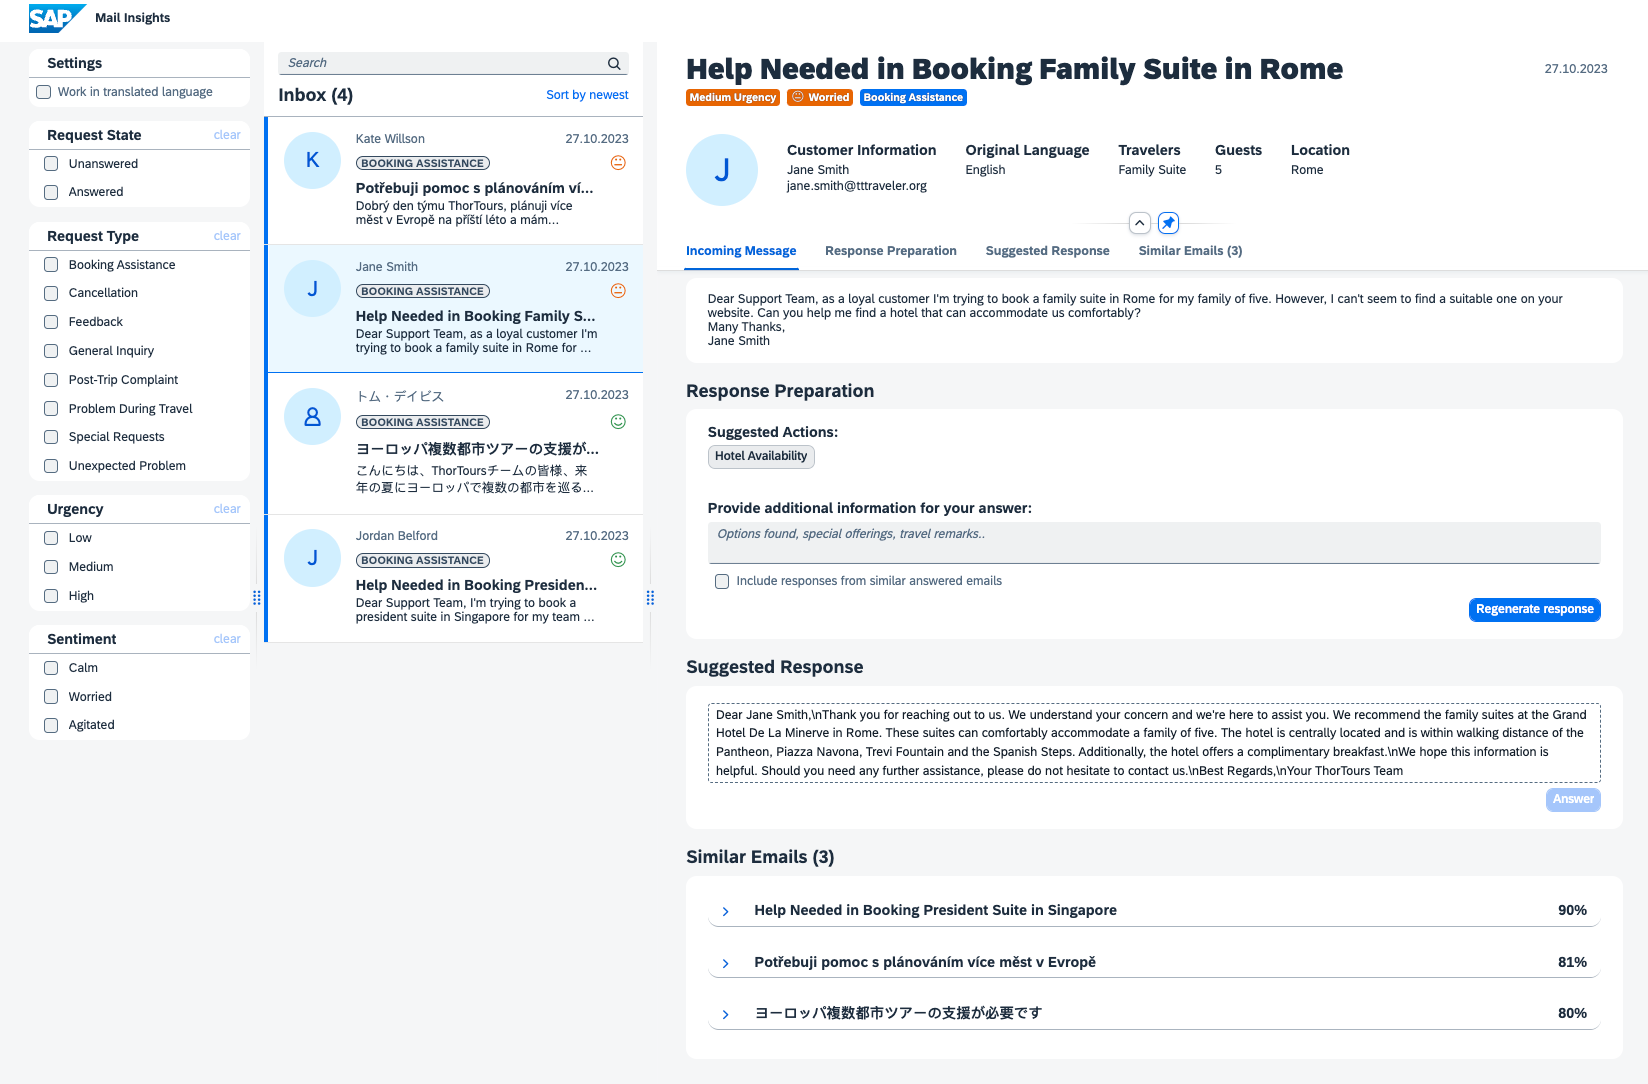 SAP Mail Insights
Settings
Work in translated language
Request State clear
Unanswered
Answered
Request Type clear
Booking Assistance
Cancellation
Feedback
General Inquiry
Post-Trip Complaint
Problem During Travel
Special Requests
Unexpected Problem
Urgency clear
Low
Medium
High
Sentiment clear
Calm
Worried
Agitated
Search
Inbox (4) Sort by newest
K
Kate Willson 27.10.2023
BOOKING ASSISTANCE
Potřebuji pomoc s plánováním ví...
Dobrý den týmu ThorTours, plánuji více
měst v Evropě na příští léto a mám...
J
Jane Smith 27.10.2023
BOOKING ASSISTANCE
Help Needed in Booking Family S...
Dear Support Team, as a loyal customer I'm
trying to book a family suite in Rome for ...
トム・デイビス 27.10.2023
BOOKING ASSISTANCE
ヨーロッパ複数都市ツアーの支援が...
こんにちは、ThorToursチームの皆様、来
年の夏にヨーロッパで複数の都市を巡る...
J
Jordan Belford 27.10.2023
BOOKING ASSISTANCE
Help Needed in Booking Presiden...
Dear Support Team, I'm trying to book a
president suite in Singapore for my team ...
Help Needed in Booking Family Suite in Rome 27.10.2023
Medium Urgency Worried Booking Assistance
J
Customer Information Original Language Travelers Guests Location
Jane Smith English Family Suite 5 Rome
jane.smith@tttraveler.org
Incoming Message Response Preparation Suggested Response Similar Emails (3)
Dear Support Team, as a loyal customer I'm trying to book a family suite in Rome for my family of five. However, I can't seem to find a suitable one on your
website. Can you help me find a hotel that can accommodate us comfortably?
Many Thanks,
Jane Smith
Response Preparation
Suggested Actions:
Hotel Availability
Provide additional information for your answer:
Options found, special offerings, travel remarks..
Include responses from similar answered emails
Regenerate response
Suggested Response
Dear Jane Smith,\nThank you for reaching out to us. We understand your concern and we're here to assist you. We recommend the family suites at the Grand
Hotel De La Minerve in Rome. These suites can comfortably accommodate a family of five. The hotel is centrally located and is within walking distance of the
Pantheon, Piazza Navona, Trevi Fountain and the Spanish Steps. Additionally, the hotel offers a complimentary breakfast.\nWe hope this information is
helpful. Should you need any further assistance, please do not hesitate to contact us.\nBest Regards,\nYour ThorTours Team
Answer
Similar Emails (3)
Help Needed in Booking President Suite in Singapore 90%
Potřebuji pomoc s plánováním více měst v Evropě 81%
ヨーロッパ複数都市ツアーの支援が必要です 80%